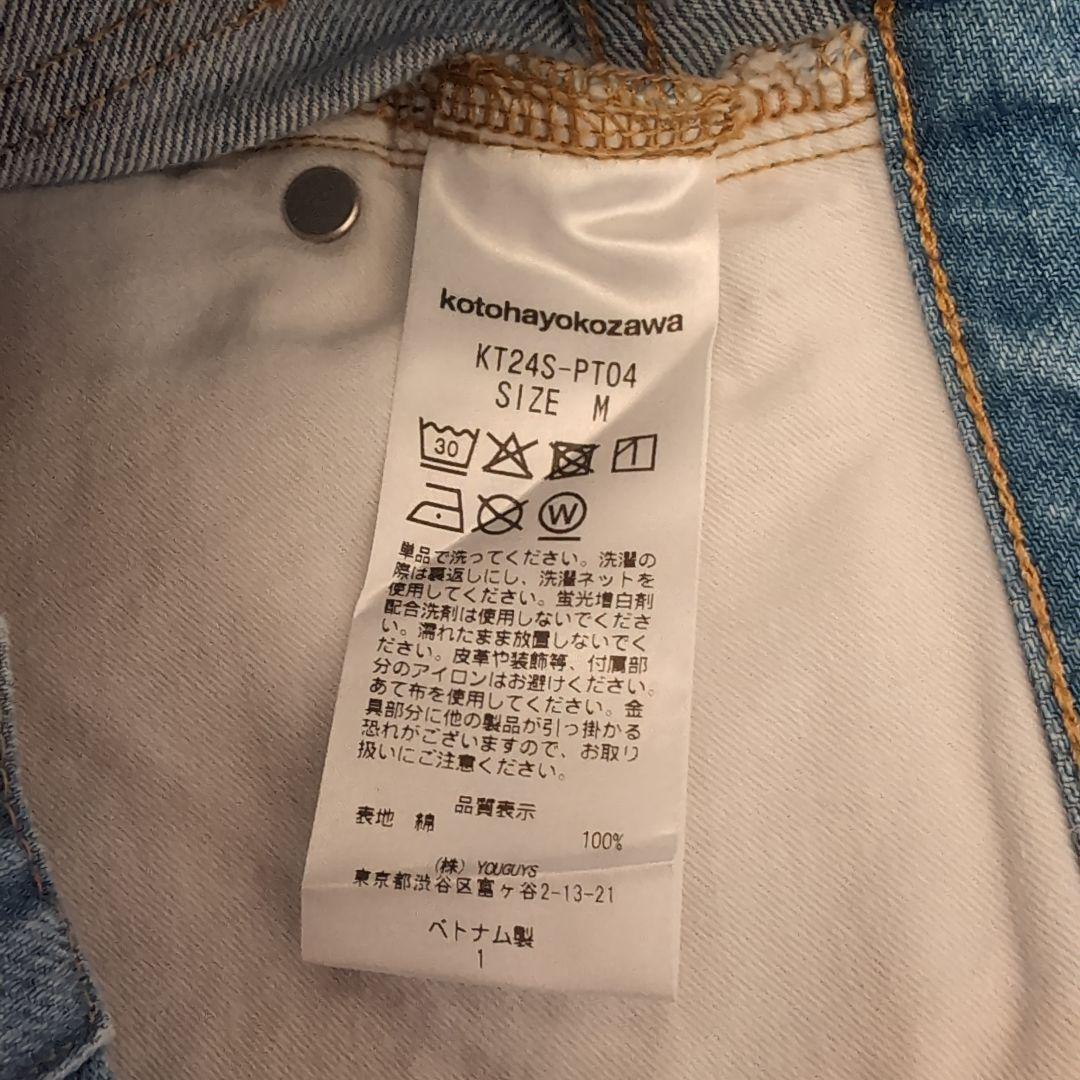 kotohayokozawa
KT24S-PT04
SIZE M
30
1
W
単品で洗ってください。洗濯の
際は裏返しにし、洗濯ネットを
使用してください。蛍光増白剤
配合洗剤は使用しないでくださ
い。濡れたまま放置しないでく
ださい。皮革や装飾等、付属部
分のアイロンはお避けください。
あて布を使用してください。金
具部分に他の製品が引っ掛かる
恐れがございますので、お取り
扱いにご注意ください。
品質表示
表地 綿 100%
(株) YOUGUYS
東京都渋谷区富ヶ谷2-13-21
ベトナム製
1